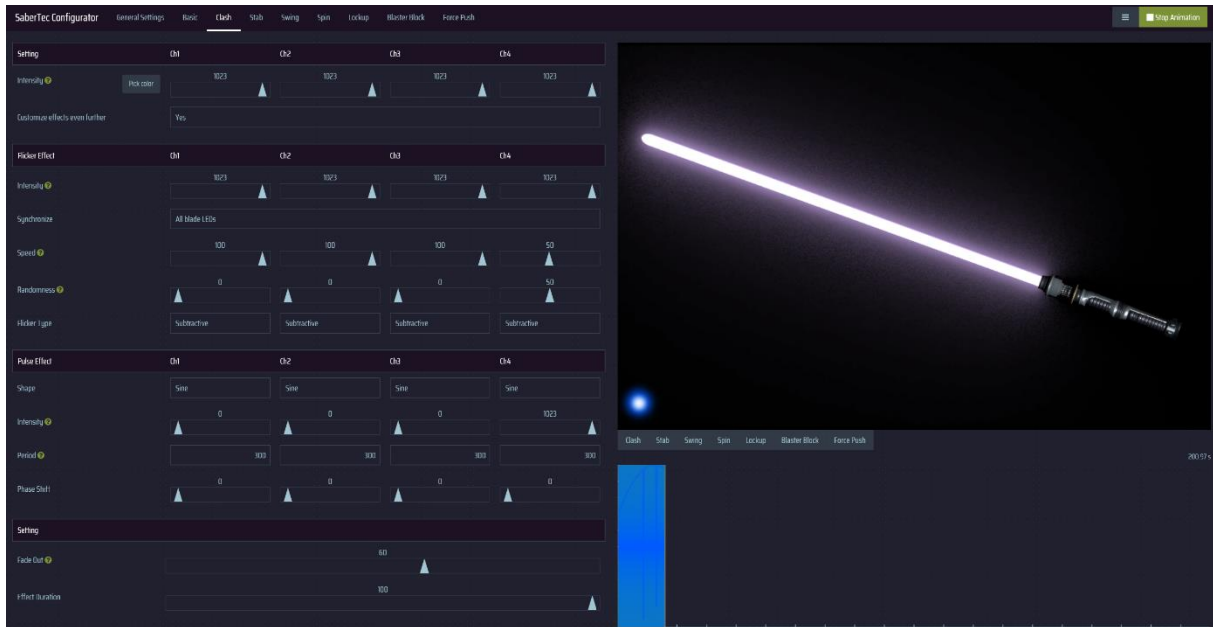 SaberTec Configurator General Settings Basic Clash Stab Swing Spin Lockup Blaster Block Force Push Stop Animation
Setting Ch1 Ch2 Ch3 Ch4
Intensity Pick color 1023 1023 1023 1023
Customize effects even further Yes
Flicker Effect Ch1 Ch2 Ch3 Ch4
Intensity 1023 1023 1023 1023
Synchronize All blade LEDs
Speed 100 100 100 50
Randomness 0 0 0 50
Flicker Type Subtractive Subtractive Subtractive Subtractive
Pulse Effect Ch1 Ch2 Ch3 Ch4
Shape Sine Sine Sine Sine
Intensity 0 0 0 1023
Period 300 300 300 300
Phase Shift 0 0 0 0
Setting
Fade Out 60
Effect Duration 100
Clash Stab Swing Spin Lockup Blaster Block Force Push
200.97 s